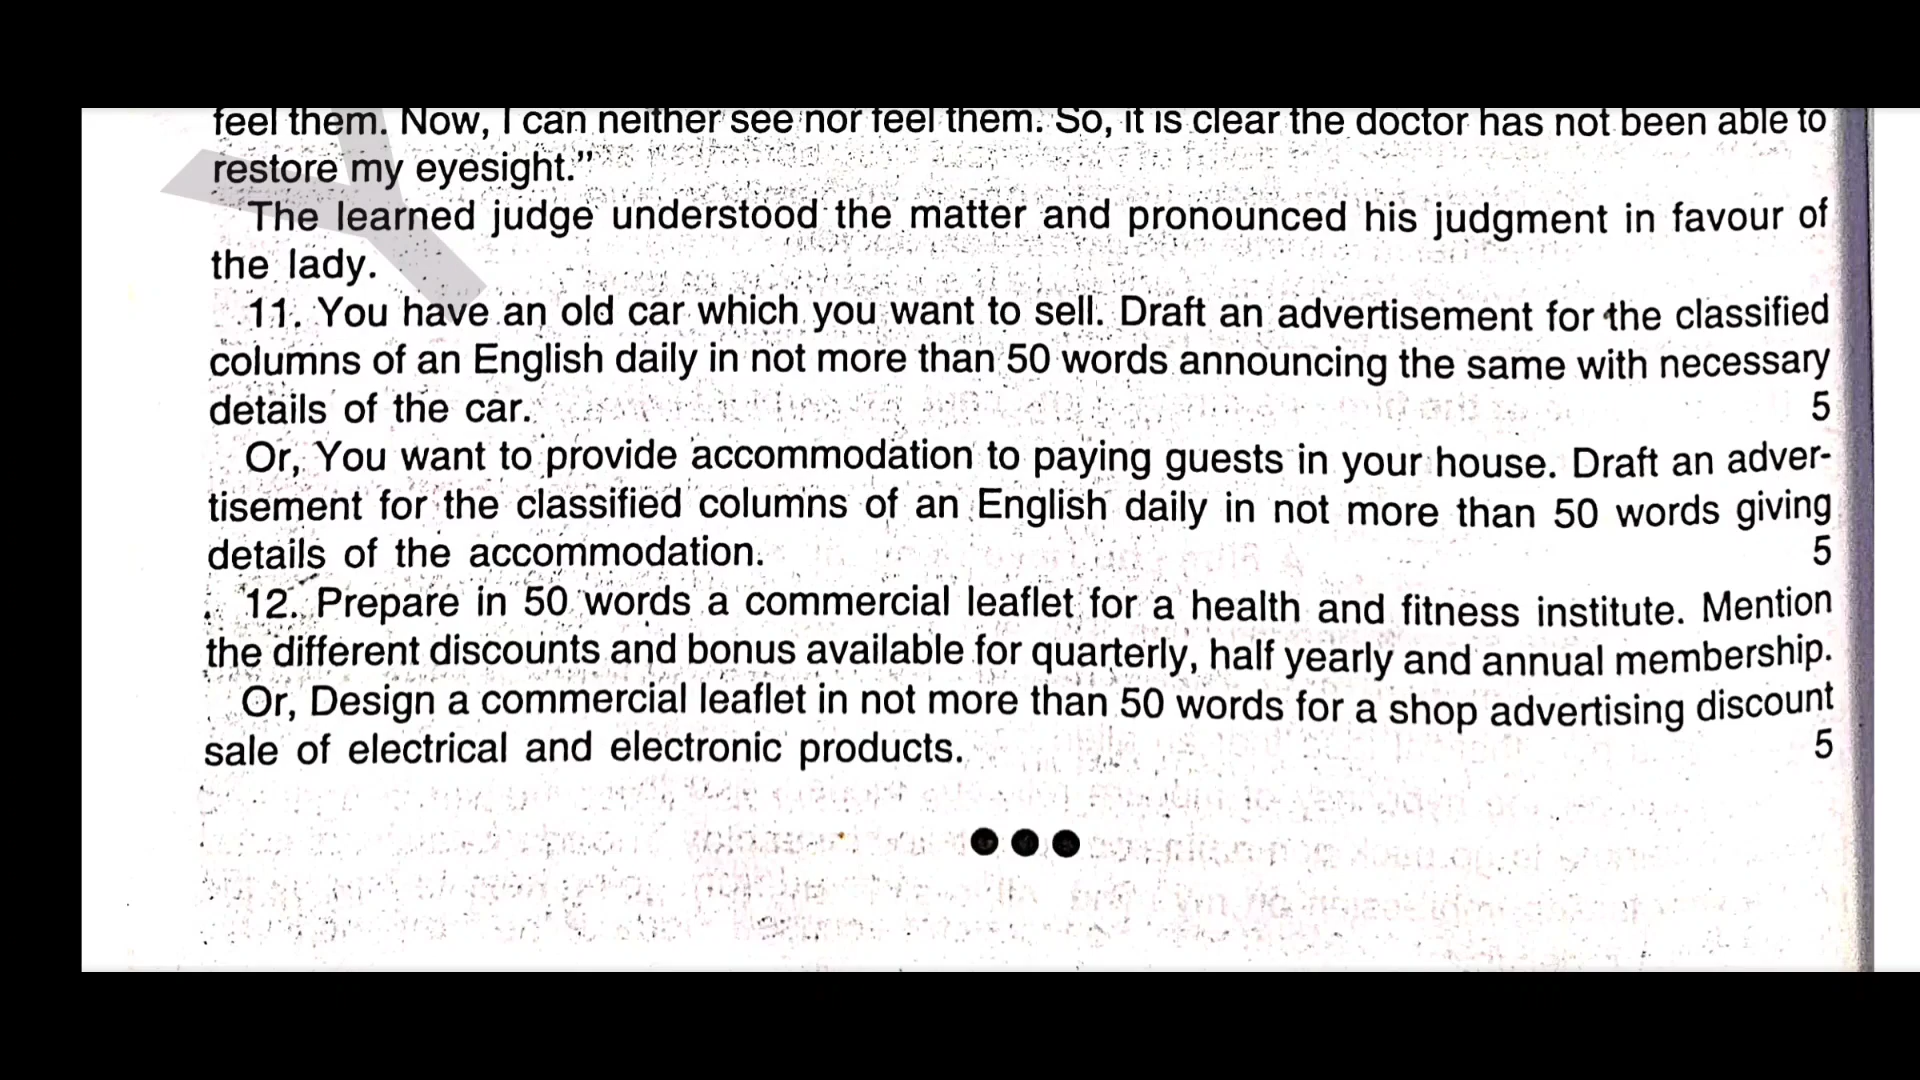 feel them. Now, I can neither see nor feel them. So, it is clear the doctor has not been able to
restore my eyesight.”
The learned judge understood the matter and pronounced his judgment in favour of
the lady.
11. You have an old car which you want to sell. Draft an advertisement for the classified
columns of an English daily in not more than 50 words announcing the same with necessary
details of the car. 5
Or, You want to provide accommodation to paying guests in your house. Draft an adver-
tisement for the classified columns of an English daily in not more than 50 words giving
details of the accommodation. 5
12. Prepare in 50 words a commercial leaflet for a health and fitness institute. Mention
the different discounts and bonus available for quarterly, half yearly and annual membership.
Or, Design a commercial leaflet in not more than 50 words for a shop advertising discount
sale of electrical and electronic products. 5